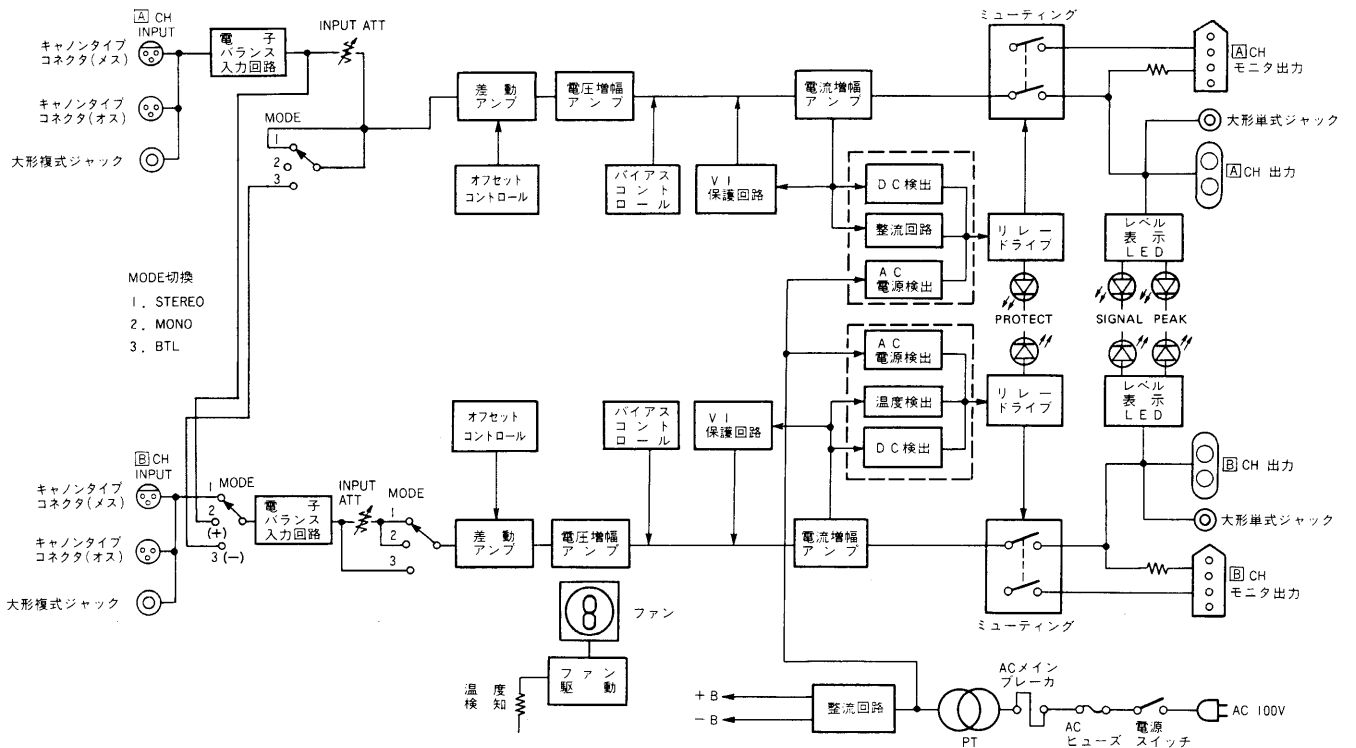 A CH
INPUT
キャノンタイプ
コネクタ(メス)
キャノンタイプ
コネクタ(オス)
大形複式ジャック
電子
バランス
入力回路
INPUT ATT
MODE
1
2
3
差動
アンプ
電圧増幅
アンプ
電流増幅
アンプ
オフセット
コントロール
バイアス
コント
ロール
VI
保護回路
DC検出
整流回路
AC
電源検出
リレー
ドライブ
ミューティング
A CH
モニタ出力
大形単式ジャック
A CH 出力
レベル
表示
LED
PROTECT
SIGNAL PEAK
MODE切換
1. STEREO
2. MONO
3. BTL
AC
電源検出
温度検出
DC検出
リレー
ドライブ
レベル
表示
LED
オフセット
コントロール
バイアス
コント
ロール
VI
保護回路
B CH
INPUT
キャノンタイプ
コネクタ(メス)
キャノンタイプ
コネクタ(オス)
大形複式ジャック
MODE
1
2
(+)
3 (−)
電子
バランス
入力回路
INPUT
ATT
MODE
1
2
3
差動
アンプ
電圧増幅
アンプ
電流増幅
アンプ
ミューティング
B CH 出力
大形単式ジャック
B CH
モニタ出力
ファン
ファン
駆動
温度
検知
+B
−B
整流回路
PT
ACメイン
ブレーカ
AC
ヒューズ
電源
スイッチ
AC 100V